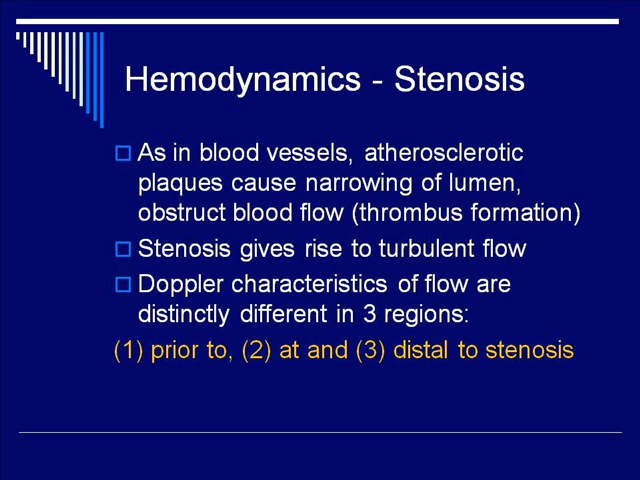 Hemodynamics - Stenosis
As in blood vessels, atherosclerotic
plaques cause narrowing of lumen,
obstruct blood flow (thrombus formation)
Stenosis gives rise to turbulent flow
Doppler characteristics of flow are
distinctly different in 3 regions:
(1) prior to, (2) at and (3) distal to stenosis